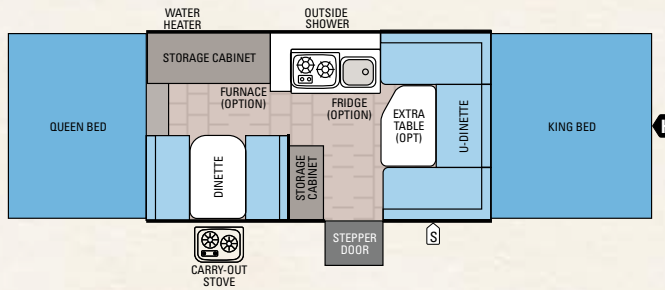 WATER
HEATER
OUTSIDE
SHOWER
STORAGE CABINET
FURNACE
(OPTION)
FRIDGE
(OPTION)
EXTRA
TABLE
(OPT)
U-DINETTE
QUEEN BED
KING BED
DINETTE
STORAGE
CABINET
STEPPER
DOOR
S
CARRY-OUT
STOVE